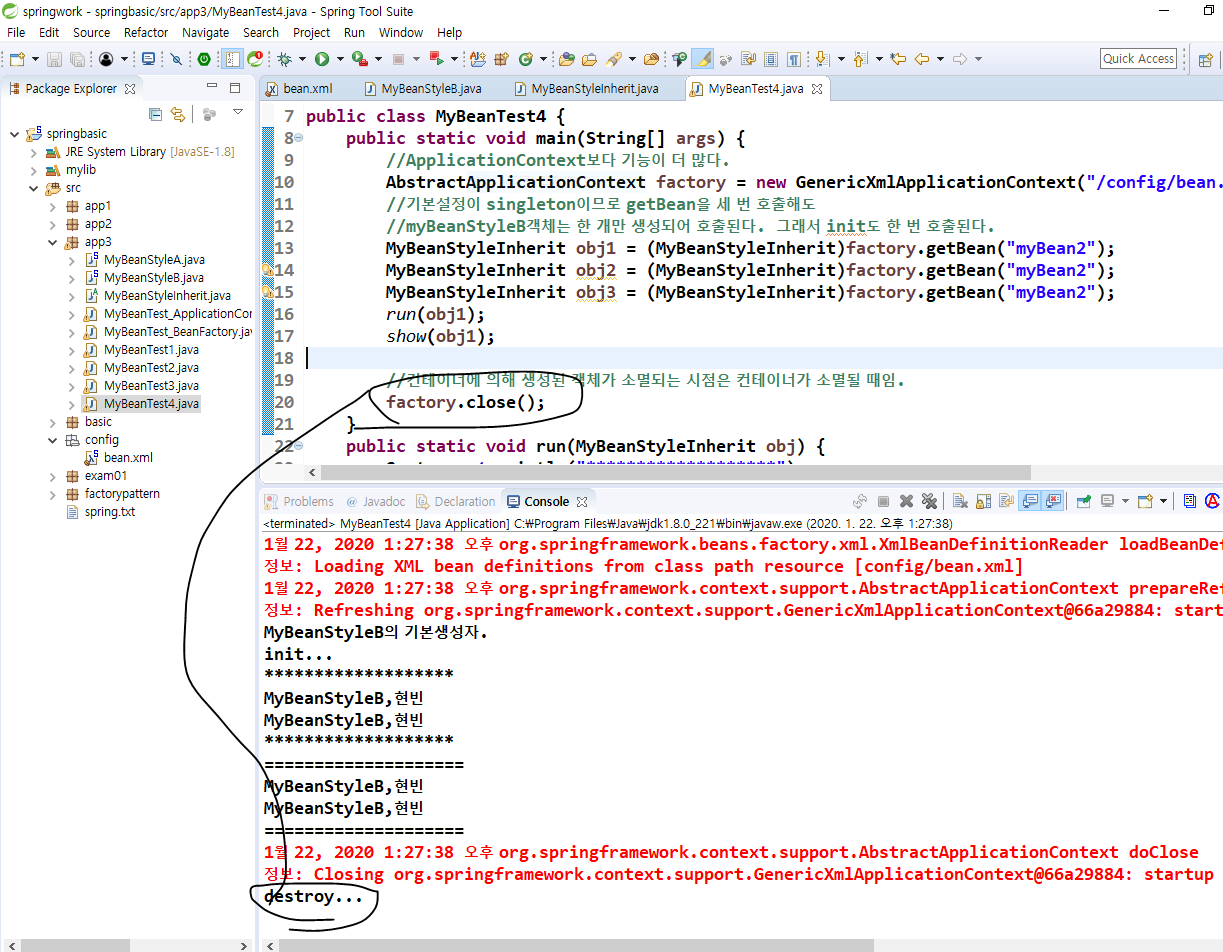 springwork - springbasic/src/app3/MyBeanTest4.java - Spring Tool Suite
File Edit Source Refactor Navigate Search Project Run Window Help
Quick Access
Package Explorer
springbasic
JRE System Library [JavaSE-1.8]
mylib
src
app1
app2
app3
MyBeanStyleA.java
MyBeanStyleB.java
MyBeanStyleInherit.java
MyBeanTest_ApplicationCor
MyBeanTest_BeanFactory.jav
MyBeanTest1.java
MyBeanTest2.java
MyBeanTest3.java
MyBeanTest4.java
basic
config
bean.xml
exam01
factorypattern
spring.txt
bean.xml MyBeanStyleB.java MyBeanStyleInherit.java MyBeanTest4.java
7 public class MyBeanTest4 {
8 public static void main(String[] args) {
9 //ApplicationContext보다 기능이 더 많다.
10 AbstractApplicationContext factory = new GenericXmlApplicationContext("/config/bean.
11 //기본설정이 singleton이므로 getBean을 세 번 호출해도
12 //myBeanStyleB객체는 한 개만 생성되어 호출된다. 그래서 init도 한 번 호출된다.
13 MyBeanStyleInherit obj1 = (MyBeanStyleInherit)factory.getBean("myBean2");
14 MyBeanStyleInherit obj2 = (MyBeanStyleInherit)factory.getBean("myBean2");
15 MyBeanStyleInherit obj3 = (MyBeanStyleInherit)factory.getBean("myBean2");
16 run(obj1);
17 show(obj1);
18
19 //컨테이너에 의해 생성된 객체가 소멸되는 시점은 컨테이너가 소멸될 때임.
20 factory.close();
21 }
22 public static void run(MyBeanStyleInherit obj) {
Problems Javadoc Declaration Console
<terminated> MyBeanTest4 [Java Application] C:₩Program Files₩Java₩jdk1.8.0_221₩bin₩javaw.exe (2020. 1. 22. 오후 1:27:38)
1월 22, 2020 1:27:38 오후 org.springframework.beans.factory.xml.XmlBeanDefinitionReader loadBeanDef
정보: Loading XML bean definitions from class path resource [config/bean.xml]
1월 22, 2020 1:27:38 오후 org.springframework.context.support.AbstractApplicationContext prepareRef
정보: Refreshing org.springframework.context.support.GenericXmlApplicationContext@66a29884: start
MyBeanStyleB의 기본생성자.
init...
*******************
MyBeanStyleB,현빈
MyBeanStyleB,현빈
*******************
====================
MyBeanStyleB,현빈
MyBeanStyleB,현빈
====================
1월 22, 2020 1:27:38 오후 org.springframework.context.support.AbstractApplicationContext doClose
정보: Closing org.springframework.context.support.GenericXmlApplicationContext@66a29884: startup
destroy...